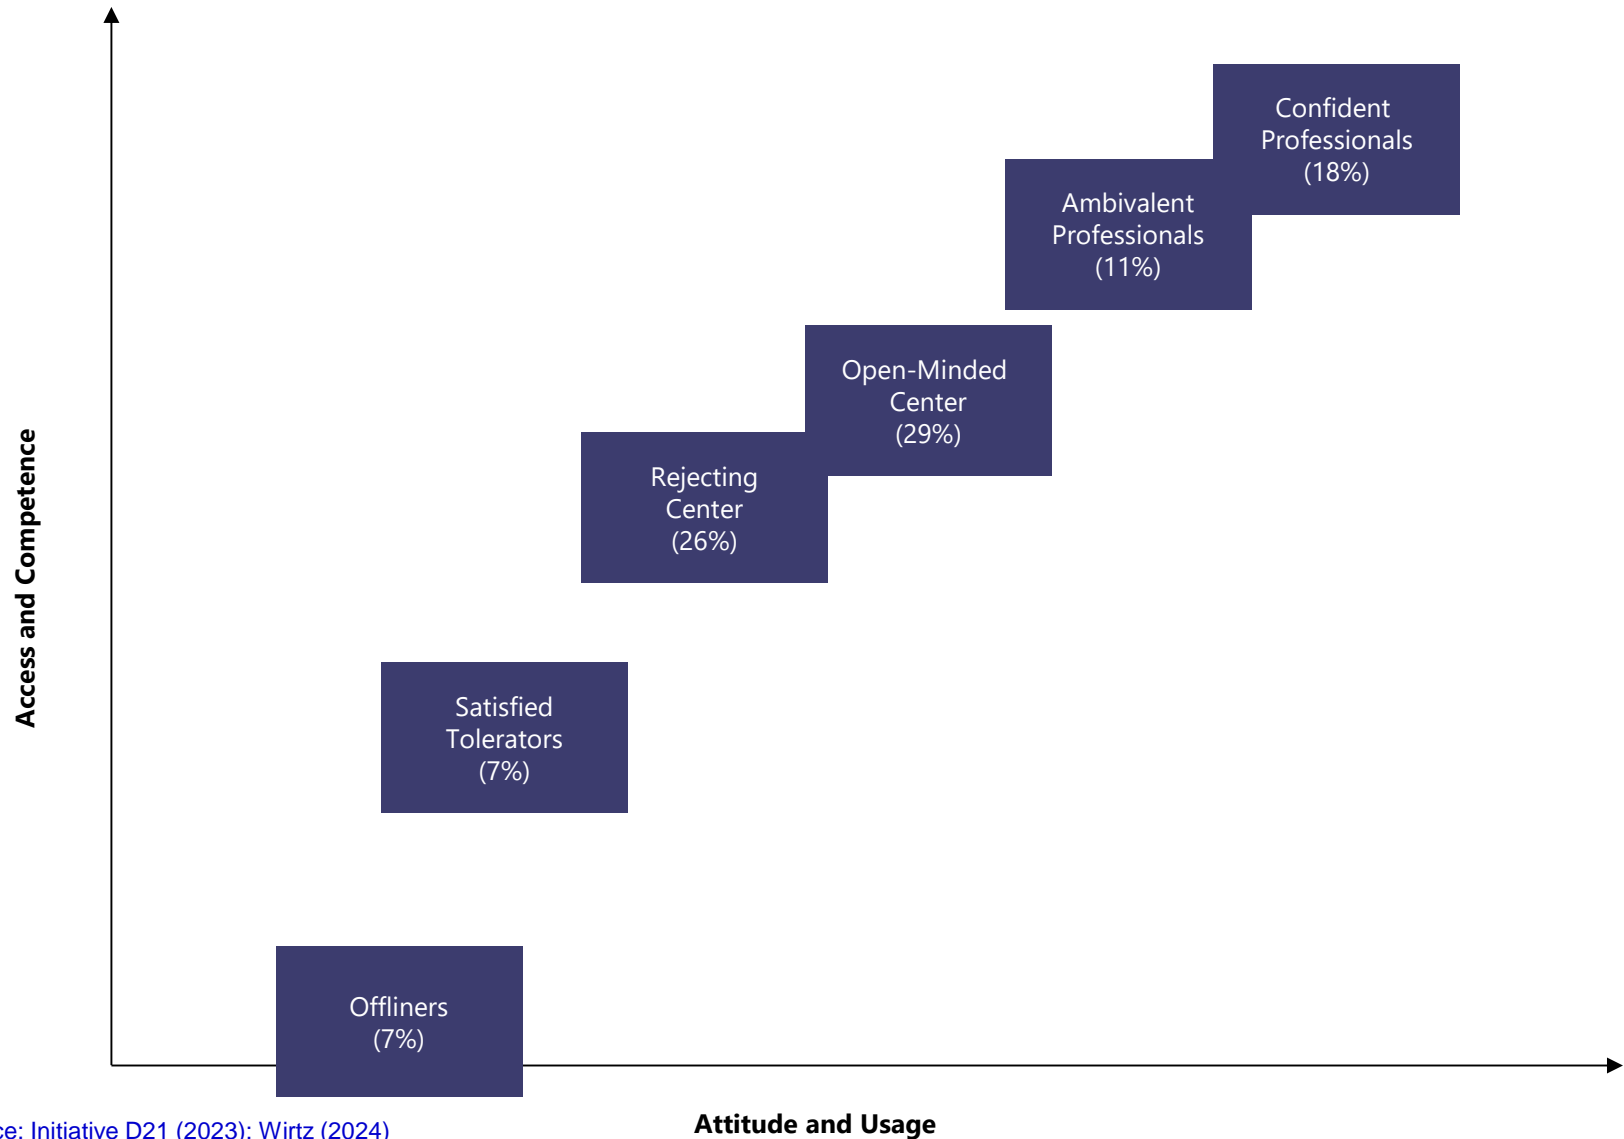 Confident
Professionals
(18%)
Ambivalent
Professionals
(11%)
Open-Minded
Center
(29%)
Rejecting
Center
(26%)
Satisfied
Tolerators
(7%)
Offliners
(7%)
Access and Competence
Attitude and Usage
Initiative D21 (2023); Wirtz (2024)